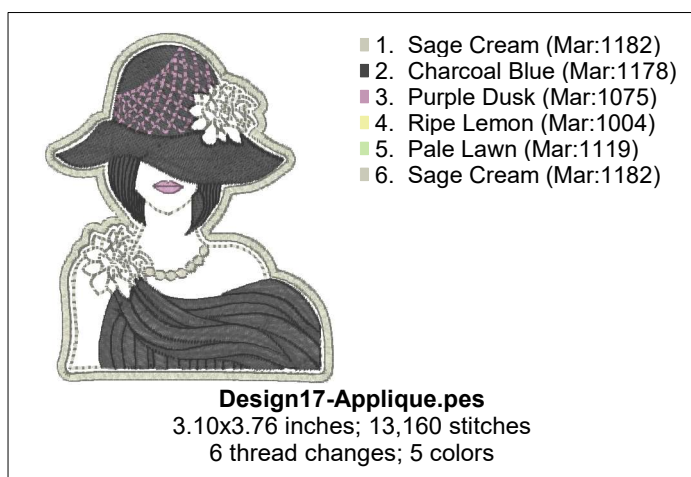 1. Sage Cream (Mar:1182)
2. Charcoal Blue (Mar:1178)
3. Purple Dusk (Mar:1075)
4. Ripe Lemon (Mar:1004)
5. Pale Lawn (Mar:1119)
6. Sage Cream (Mar:1182)
Design17-Applique.pes
3.10x3.76 inches; 13,160 stitches
6 thread changes; 5 colors